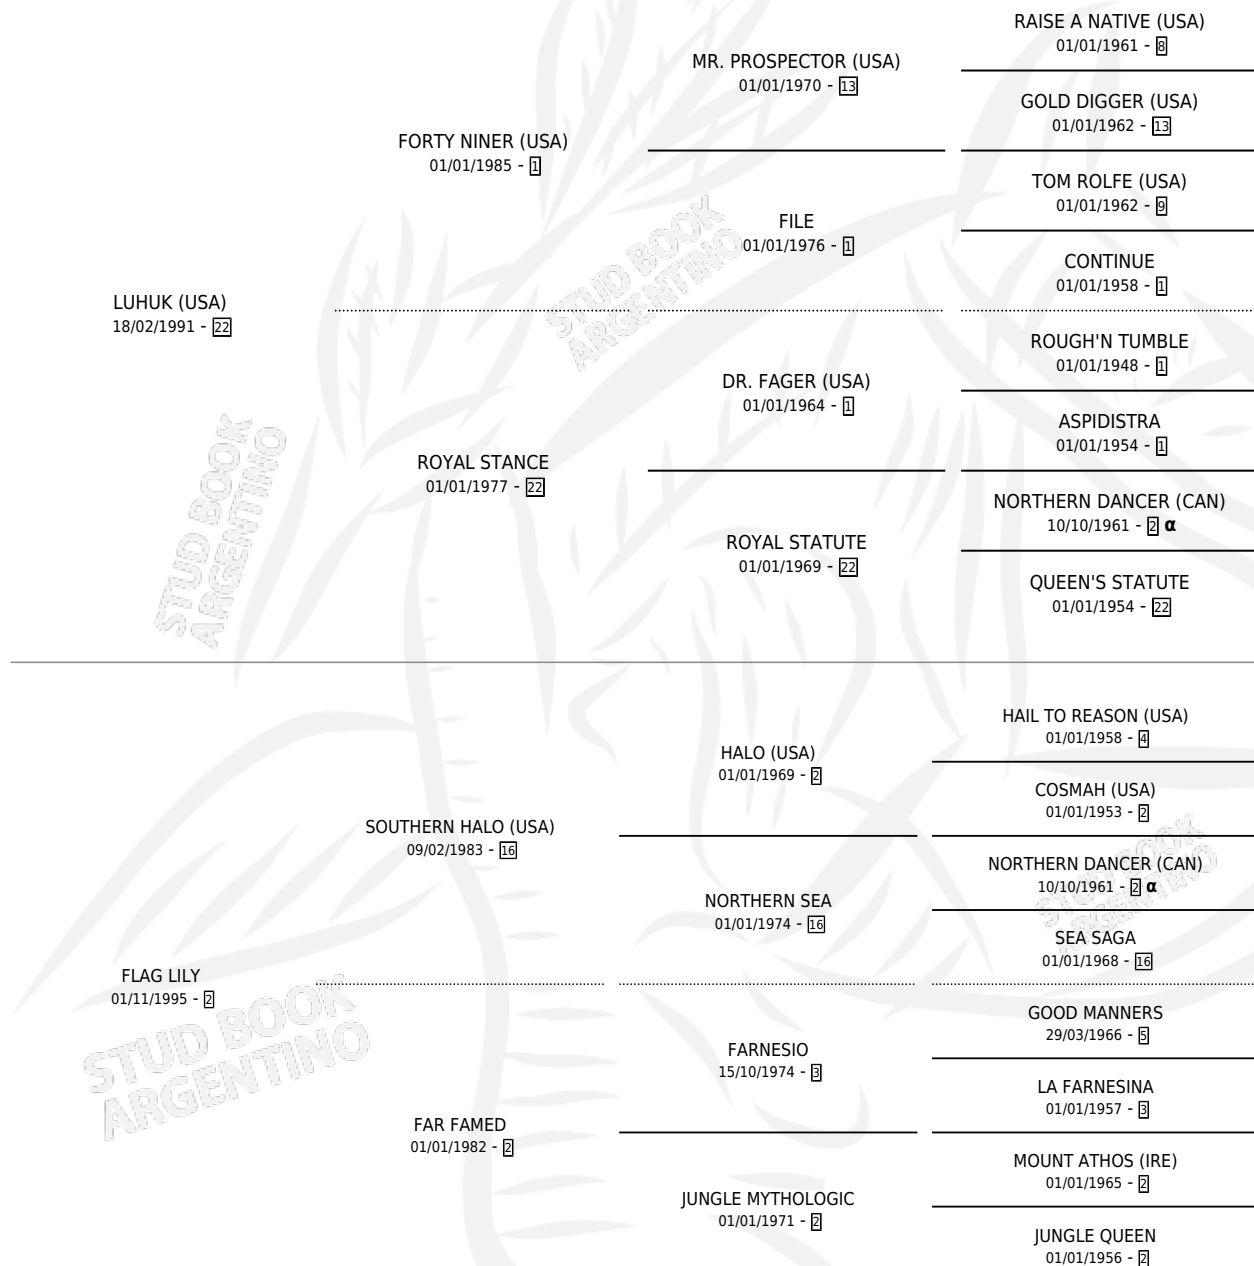 RAISE A NATIVE (USA)
01/01/1961 - 8
MR. PROSPECTOR (USA)
01/01/1970 - 13
GOLD DIGGER (USA)
01/01/1962 - 13
FORTY NINER (USA)
01/01/1985 - 1
TOM ROLFE (USA)
01/01/1962 - 9
FILE
01/01/1976 - 1
CONTINUE
01/01/1958 - 1
LUHUK (USA)
18/02/1991 - 22
ROUGH'N TUMBLE
01/01/1948 - 1
DR. FAGER (USA)
01/01/1964 - 1
ASPIDISTRA
01/01/1954 - 1
ROYAL STANCE
01/01/1977 - 22
NORTHERN DANCER (CAN)
10/10/1961 - 2 α
ROYAL STATUTE
01/01/1969 - 22
QUEEN'S STATUTE
01/01/1954 - 22
HAIL TO REASON (USA)
01/01/1958 - 4
HALO (USA)
01/01/1969 - 2
COSMAH (USA)
01/01/1953 - 2
SOUTHERN HALO (USA)
09/02/1983 - 16
NORTHERN DANCER (CAN)
10/10/1961 - 2 α
NORTHERN SEA
01/01/1974 - 16
SEA SAGA
01/01/1968 - 16
FLAG LILY
01/11/1995 - 2
GOOD MANNERS
29/03/1966 - 5
FARNESIO
15/10/1974 - 3
LA FARNESINA
01/01/1957 - 3
FAR FAMED
01/01/1982 - 2
MOUNT ATHOS (IRE)
01/01/1965 - 2
JUNGLE MYTHOLOGIC
01/01/1971 - 2
JUNGLE QUEEN
01/01/1956 - 2
STUD BOOK
ARGENTINO
STUD BOOK
ARGENTINO
STUD BOOK
ARGENTINO
STUD BOOK
ARGENTINO